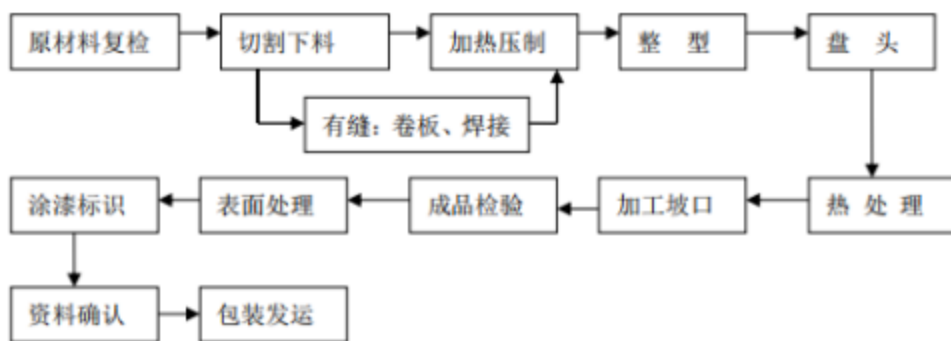 原材料复检
切割下料
加热压制
整 型
盘 头
有缝：卷板、焊接
涂漆标识
表面处理
成品检验
加工坡口
热 处 理
资料确认
包装发运